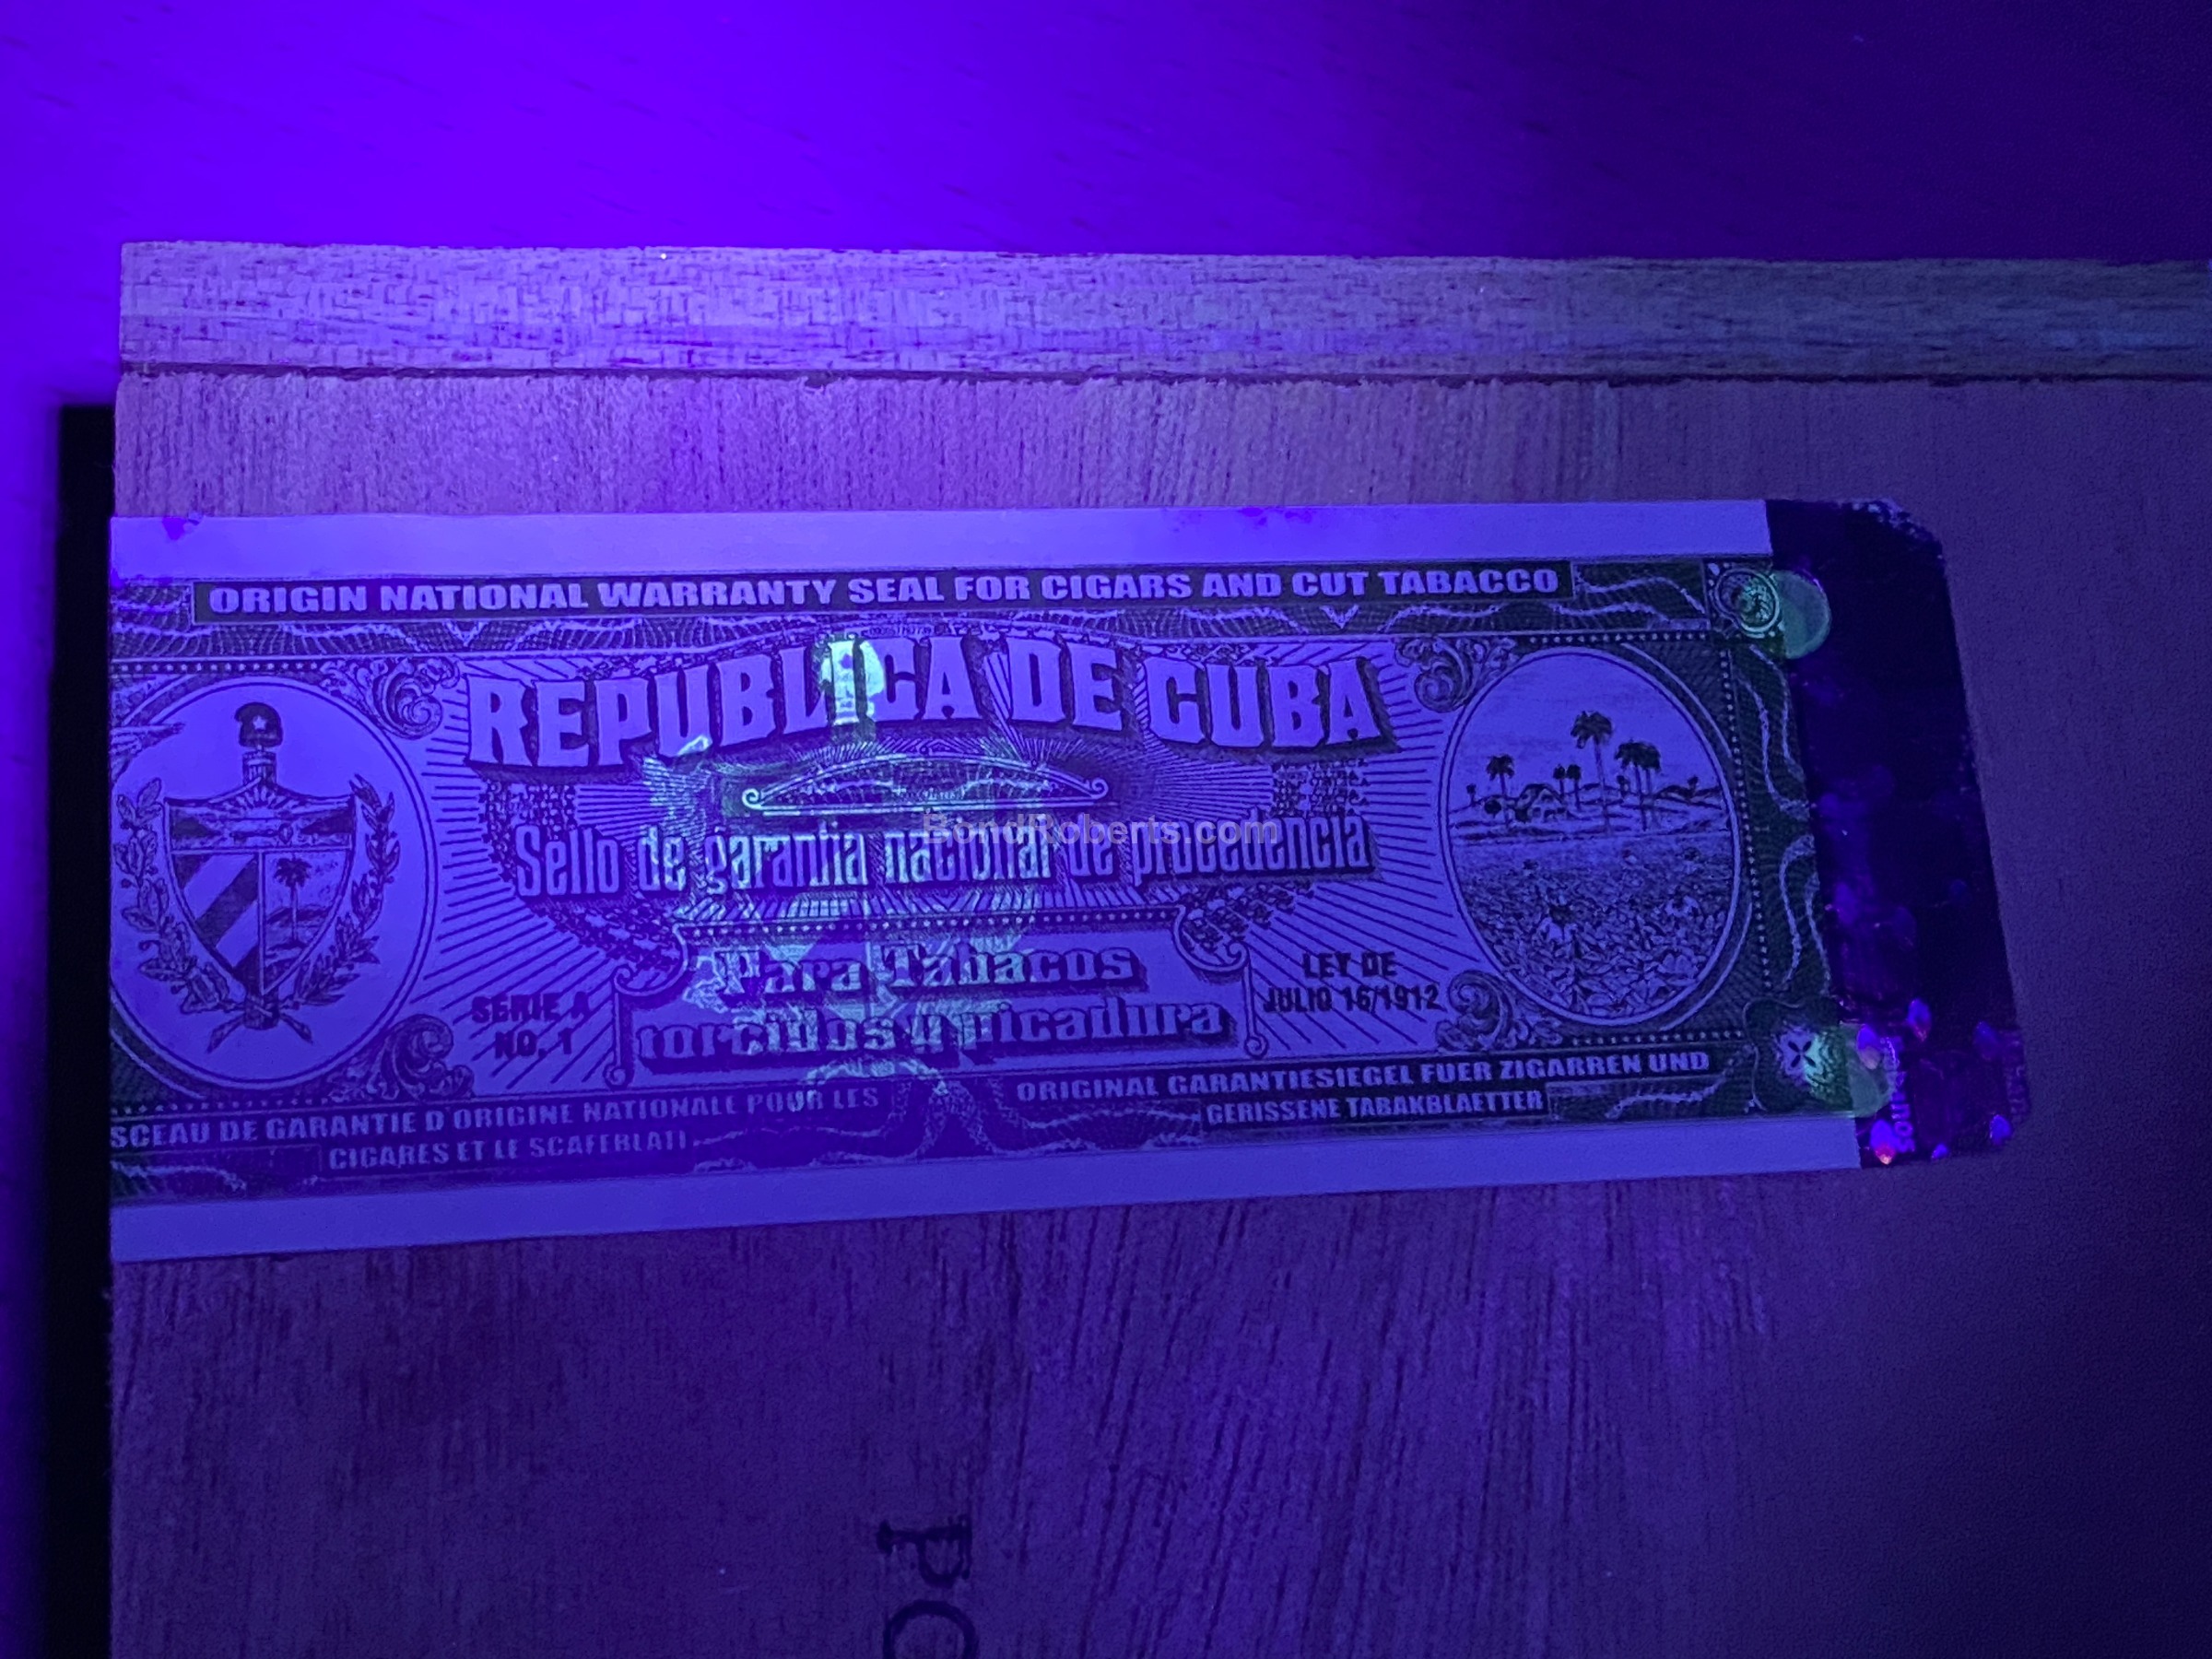 ORIGIN NATIONAL WARRANTY SEAL FOR CIGARS AND CUT TABACCO
REPUBLICA DE CUBA
Sello de garantia nacional de procedencia
BondRoberts.com
Para Tabacos
torcidos y picadura
SERIE A
NO. 1
LEY DE
JULIO 16/1912
SCEAU DE GARANTIE D'ORIGINE NATIONALE POUR LES
CIGARES ET LE SCAFERLATI
ORIGINAL GARANTIESIEGEL FUER ZIGARREN UND
GERISSENE TABAKBLAETTER